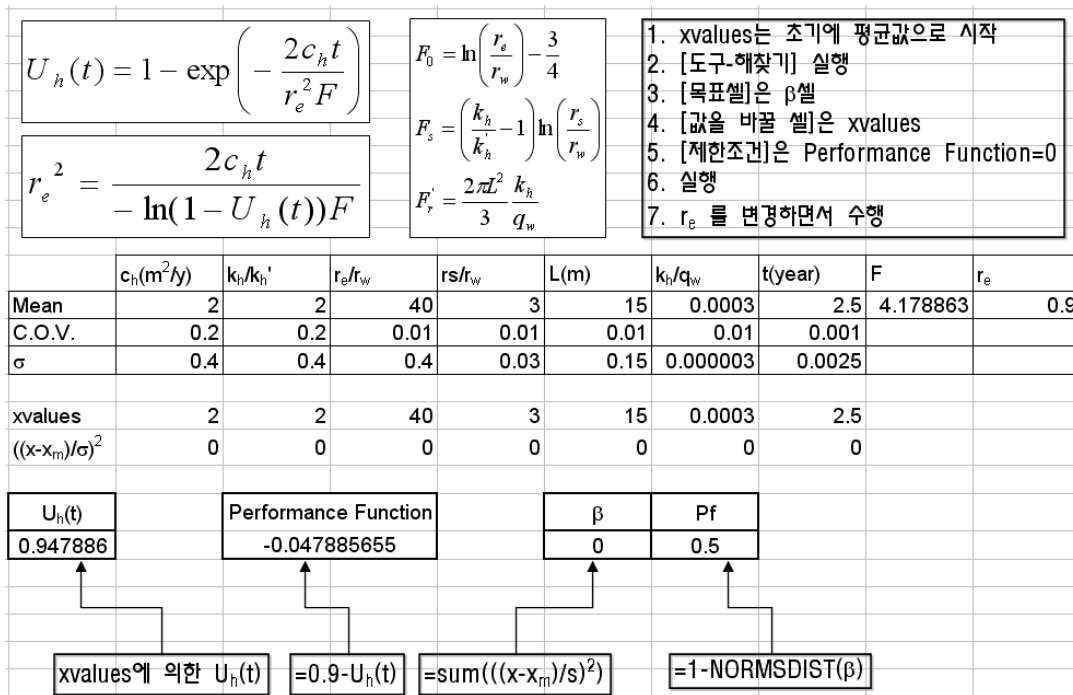 U_h(t) = 1 − exp(−2c_h t / r_e²F)
r_e² = 2c_h t / −ln(1−U_h(t))F
F_0 = ln(r_e/r_w) − 3/4
F_s = (k_h/k_h' − 1) ln(r_s/r_w)
F_r' = 2πL²/3 k_h/q_w
1. xvalues는 초기에 평균값으로 시작
2. [도구-해찾기] 실행
3. [목표셀]은 β셀
4. [값을 바꿀 셀]은 xvalues
5. [제한조건]은 Performance Function=0
6. 실행
7. r_e 를 변경하면서 수행
c_h(m²/y) k_h/k_h' r_e/r_w rs/r_w L(m) k_h/q_w t(year) F r_e
Mean 2 2 40 3 15 0.0003 2.5 4.178863 0.9
C.O.V. 0.2 0.2 0.01 0.01 0.01 0.01 0.001
σ 0.4 0.4 0.4 0.03 0.15 0.000003 0.0025
xvalues 2 2 40 3 15 0.0003 2.5
((x-x_m)/σ)² 0 0 0 0 0 0 0
U_h(t) Performance Function β Pf
0.947886 -0.047885655 0 0.5
xvalues에 의한 U_h(t) =0.9-U_h(t) =sum(((x-x_m)/s)²) =1-NORMSDIST(β)